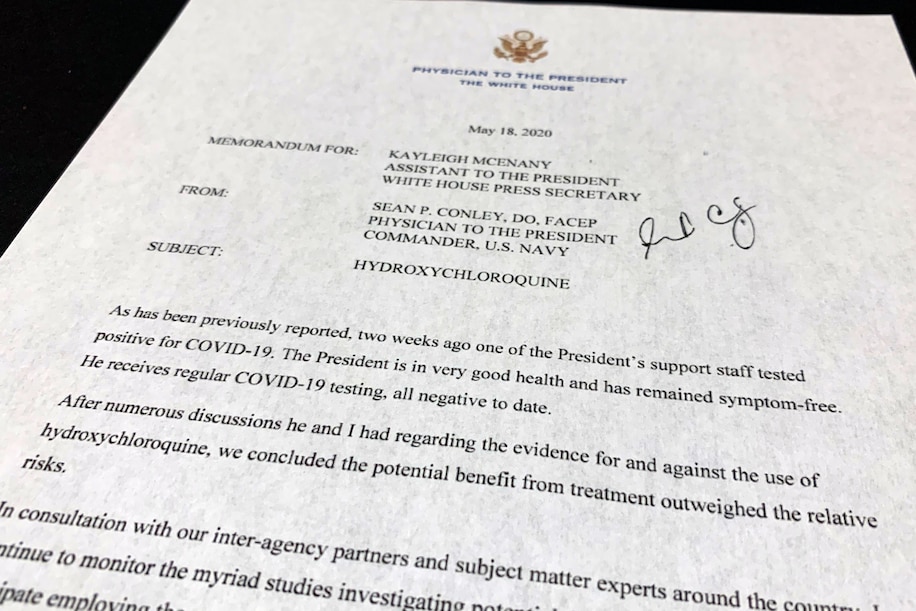 PHYSICIAN TO THE PRESIDENT
THE WHITE HOUSE
May 18, 2020
MEMORANDUM FOR:
KAYLEIGH MCENANY
ASSISTANT TO THE PRESIDENT
WHITE HOUSE PRESS SECRETARY
FROM:
SEAN P. CONLEY, DO, FACEP
PHYSICIAN TO THE PRESIDENT
COMMANDER, U.S. NAVY
SUBJECT:
HYDROXYCHLOROQUINE
As has been previously reported, two weeks ago one of the President's support staff tested
positive for COVID-19. The President is in very good health and has remained symptom-free.
He receives regular COVID-19 testing, all negative to date.
After numerous discussions he and I had regarding the evidence for and against the use of
hydroxychloroquine, we concluded the potential benefit from treatment outweighed the relative
risks.
In consultation with our inter-agency partners and subject matter experts around the country
to monitor the myriad studies investigating
employing the